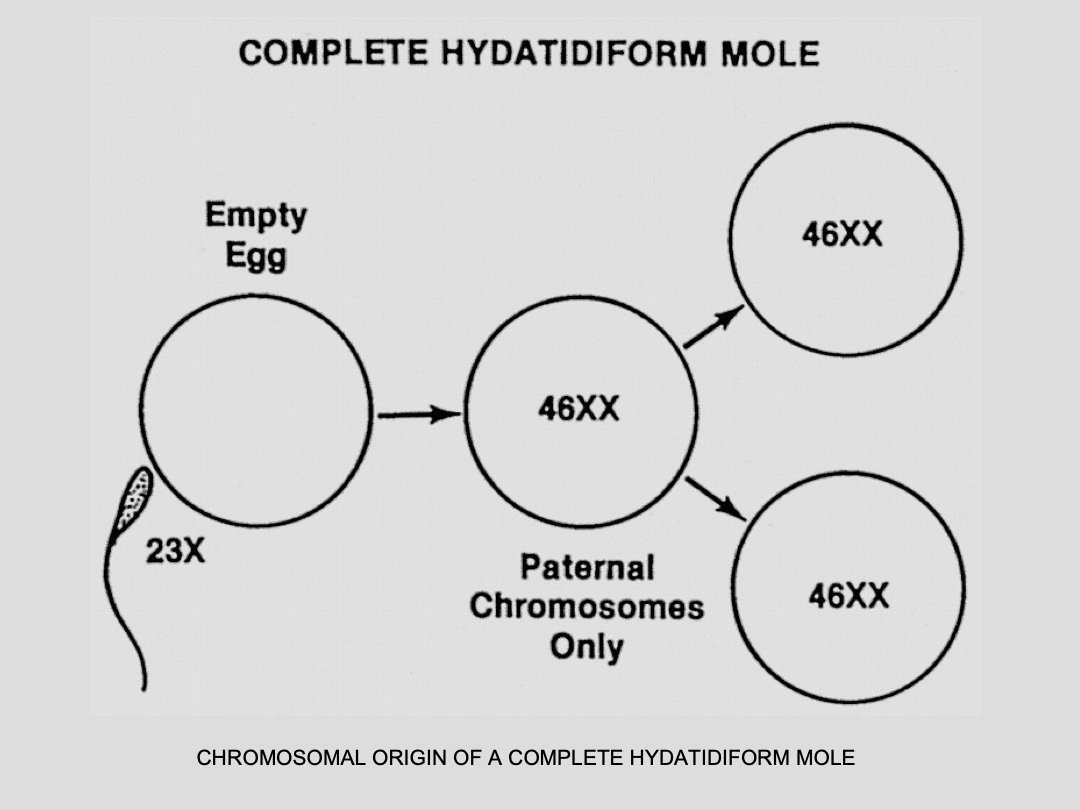 COMPLETE HYDATIDIFORM MOLE
Empty
Egg
23X
46XX
Paternal
Chromosomes
Only
46XX
46XX
CHROMOSOMAL ORIGIN OF A COMPLETE HYDATIDIFORM MOLE